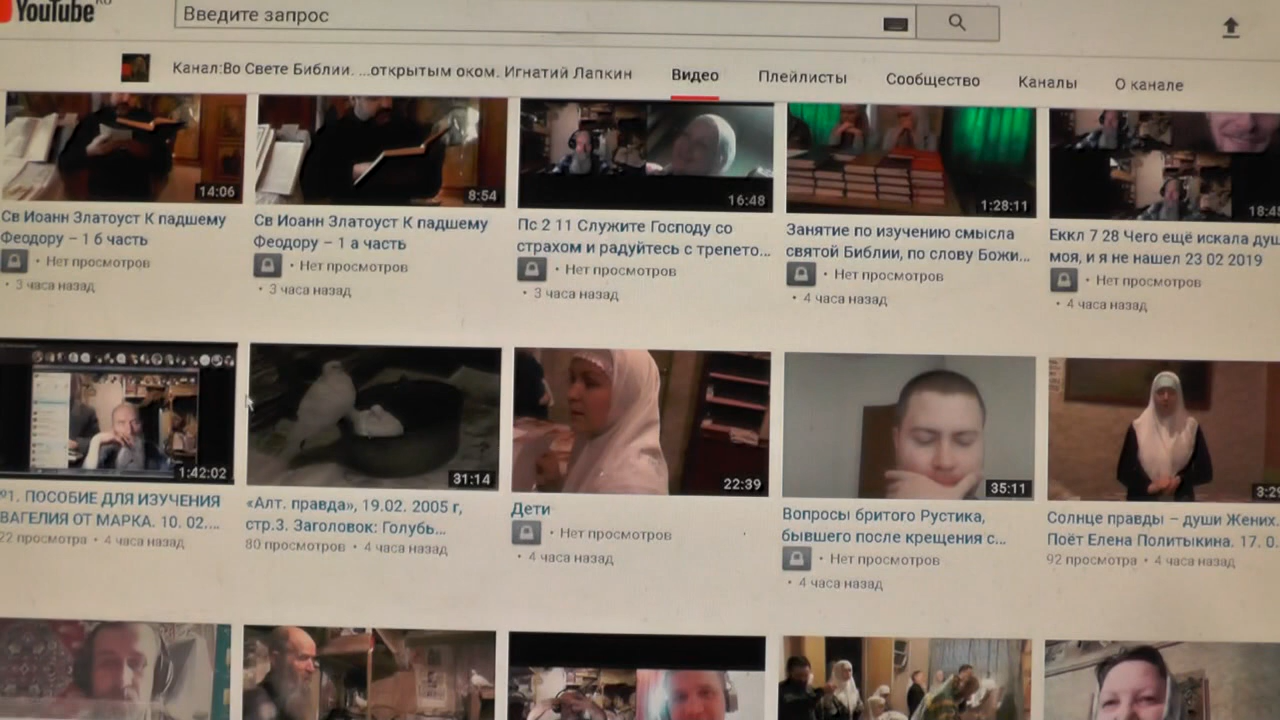 YouTube RU
Введите запрос
Канал:Во Свете Библии. ...открытым оком. Игнатий Лапкин
Видео
Плейлисты
Сообщество
Каналы
О канале
14:06
8:54
16:48
1:28:11
Св Иоанн Златоуст К падшему
Феодору – 1 б часть
• Нет просмотров
• 3 часа назад
Св Иоанн Златоуст К падшему
Феодору – 1 а часть
• Нет просмотров
• 3 часа назад
Пс 2 11 Служите Господу со
страхом и радуйтесь с трепето...
• Нет просмотров
• 3 часа назад
Занятие по изучению смысла
святой Библии, по слову Божи...
• Нет просмотров
• 4 часа назад
Еккл 7 28 Чего ещё искала душ
моя, и я не нашел 23 02 2019
• Нет просмотров
• 4 часа назад
1:42:02
31:14
22:39
35:11
3:29
91. ПОСОБИЕ ДЛЯ ИЗУЧЕНИЯ
ВАГЕЛИЯ ОТ МАРКА. 10. 02....
22 просмотра • 4 часа назад
«Алт. правда», 19.02. 2005 г,
стр.3. Заголовок: Голубь...
80 просмотров • 4 часа назад
Дети
• Нет просмотров
• 4 часа назад
Вопросы бритого Рустика,
бывшего после крещения с...
• Нет просмотров
• 4 часа назад
Солнце правды – души Жених.
Поёт Елена Политыкина. 17. 0.
92 просмотра • 4 часа назад